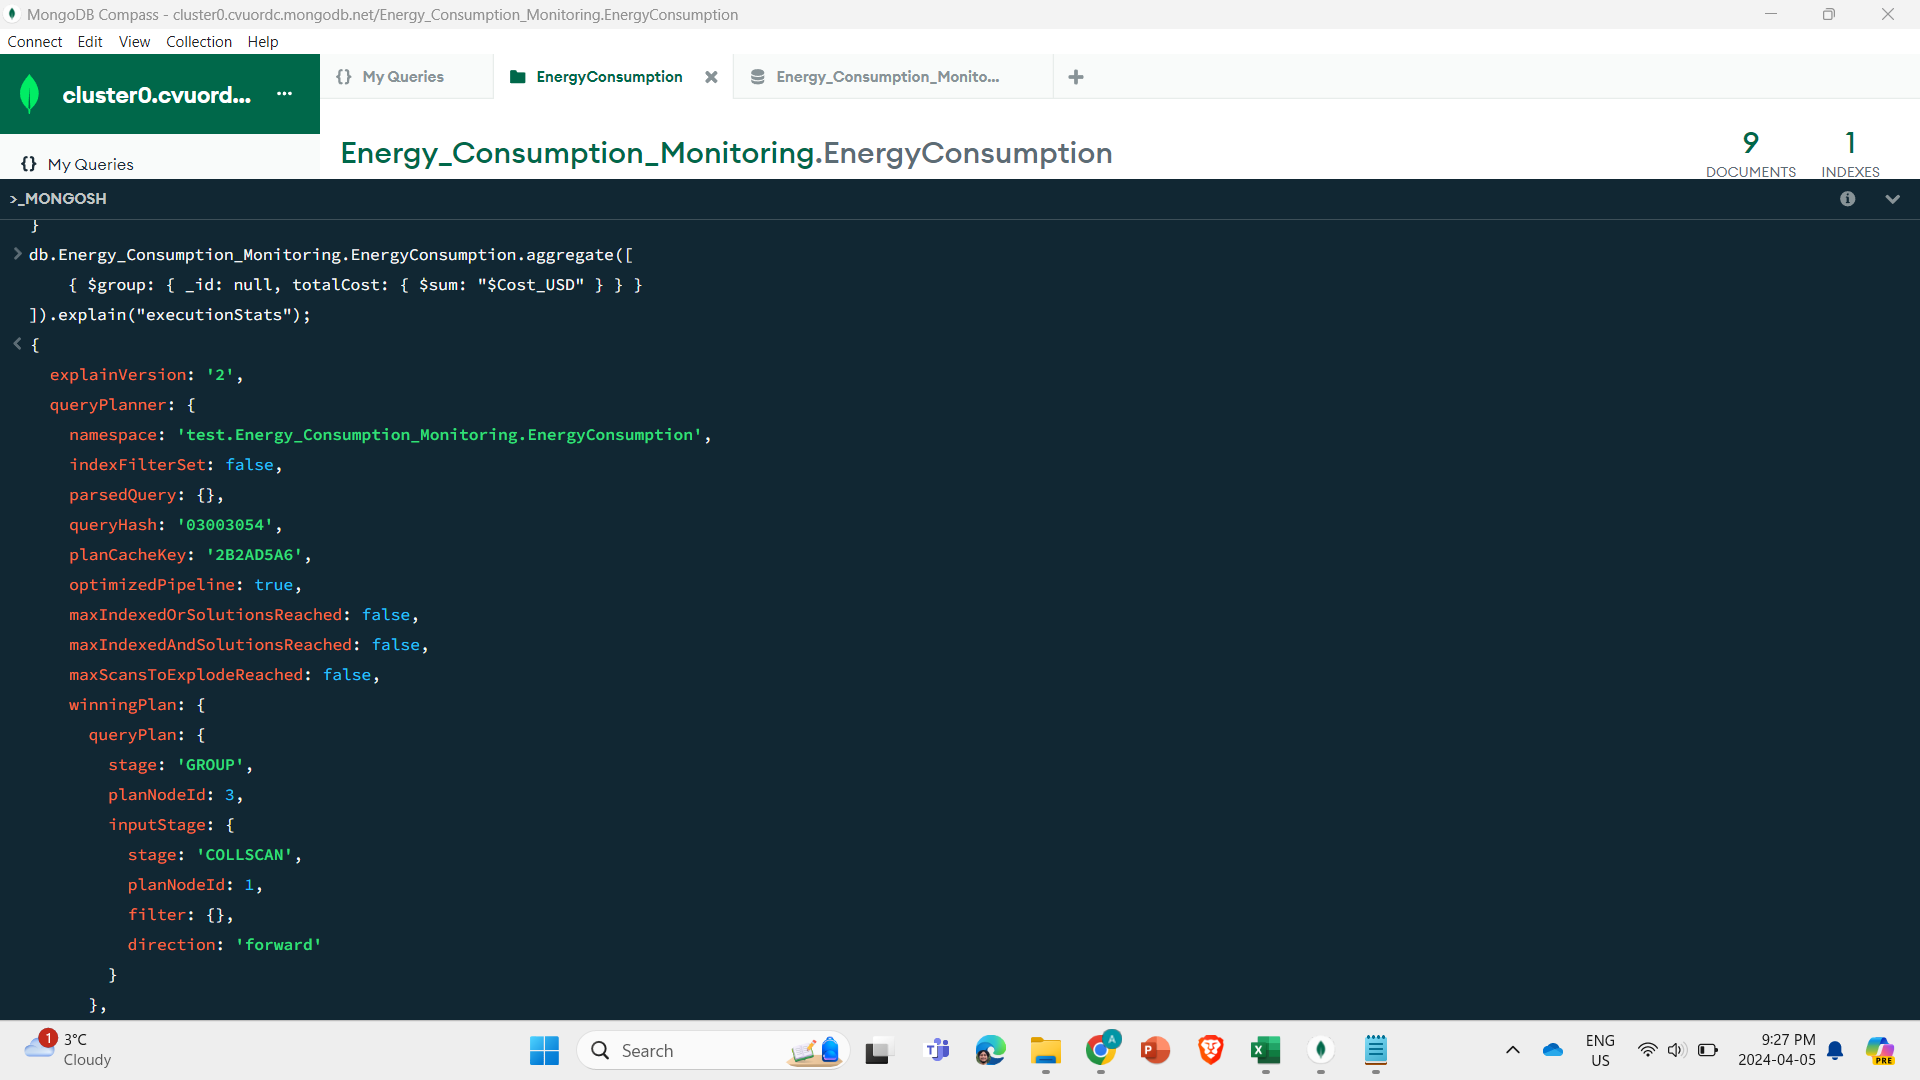 MongoDB Compass - cluster0.cvuordc.mongodb.net/Energy_Consumption_Monitoring.EnergyConsumption
Connect Edit View Collection Help
cluster0.cvuord... ...
{} My Queries
EnergyConsumption
Energy_Consumption_Monito...
{} My Queries
Energy_Consumption_Monitoring.EnergyConsumption
9
DOCUMENTS
1
INDEXES
>_MONGOSH
}
> db.Energy_Consumption_Monitoring.EnergyConsumption.aggregate([
{ $group: { _id: null, totalCost: { $sum: "$Cost_USD" } } }
]).explain("executionStats");
< {
explainVersion: '2',
queryPlanner: {
namespace: 'test.Energy_Consumption_Monitoring.EnergyConsumption',
indexFilterSet: false,
parsedQuery: {},
queryHash: '03003054',
planCacheKey: '2B2AD5A6',
optimizedPipeline: true,
maxIndexedOrSolutionsReached: false,
maxIndexedAndSolutionsReached: false,
maxScansToExplodeReached: false,
winningPlan: {
queryPlan: {
stage: 'GROUP',
planNodeId: 3,
inputStage: {
stage: 'COLLSCAN',
planNodeId: 1,
filter: {},
direction: 'forward'
}
},
1
3°C
Cloudy
Search
A
ENG
US
9:27 PM
2024-04-05
PRE